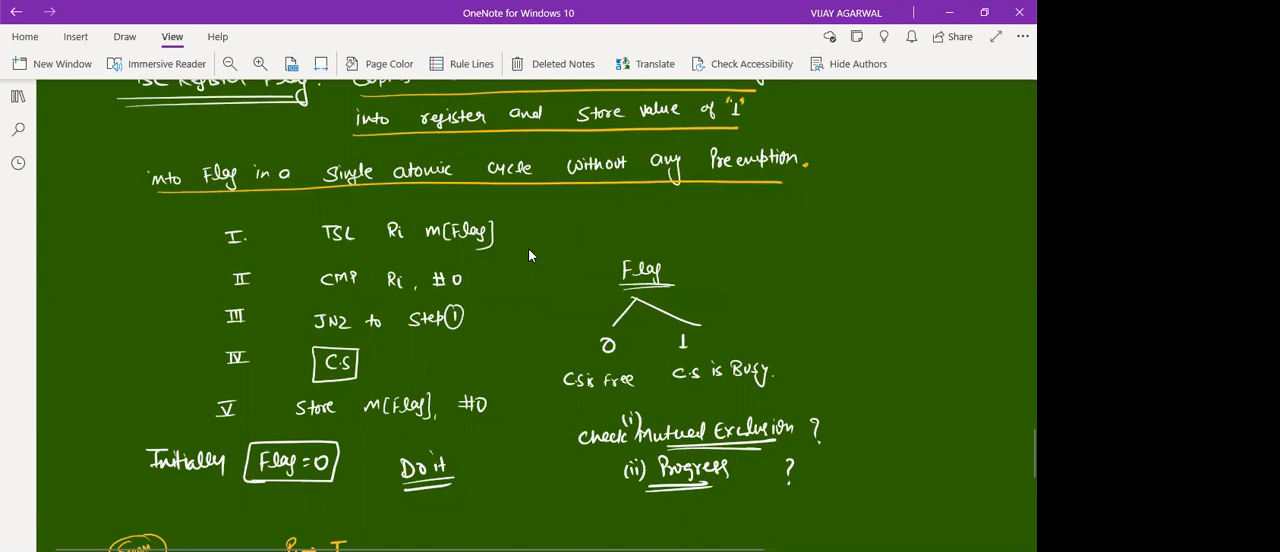 OneNote for Windows 10
VIJAY AGARWAL
Home Insert Draw View Help
Share
New Window Immersive Reader Page Color Rule Lines Deleted Notes Translate Check Accessibility Hide Authors
TSL Register Flag:
into register and store value of "1"
into Flag in a single atomic cycle without any Preemption.
I. TSL Ri m[Flag]
II CMP Ri, #0
III JNZ to Step ①
IV C.S
V Store M[Flag], #0
Initially Flag = 0 Do it
Flag
0 1
CS is Free C.S is Busy.
Check (i) Mutual Exclusion ?
(ii) Progress ?